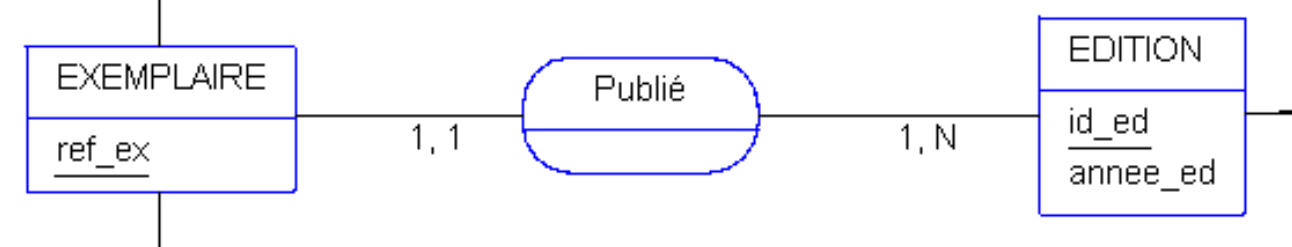 EXEMPLAIRE
ref_ex
1, 1
Publié
1, N
EDITION
id_ed
annee_ed